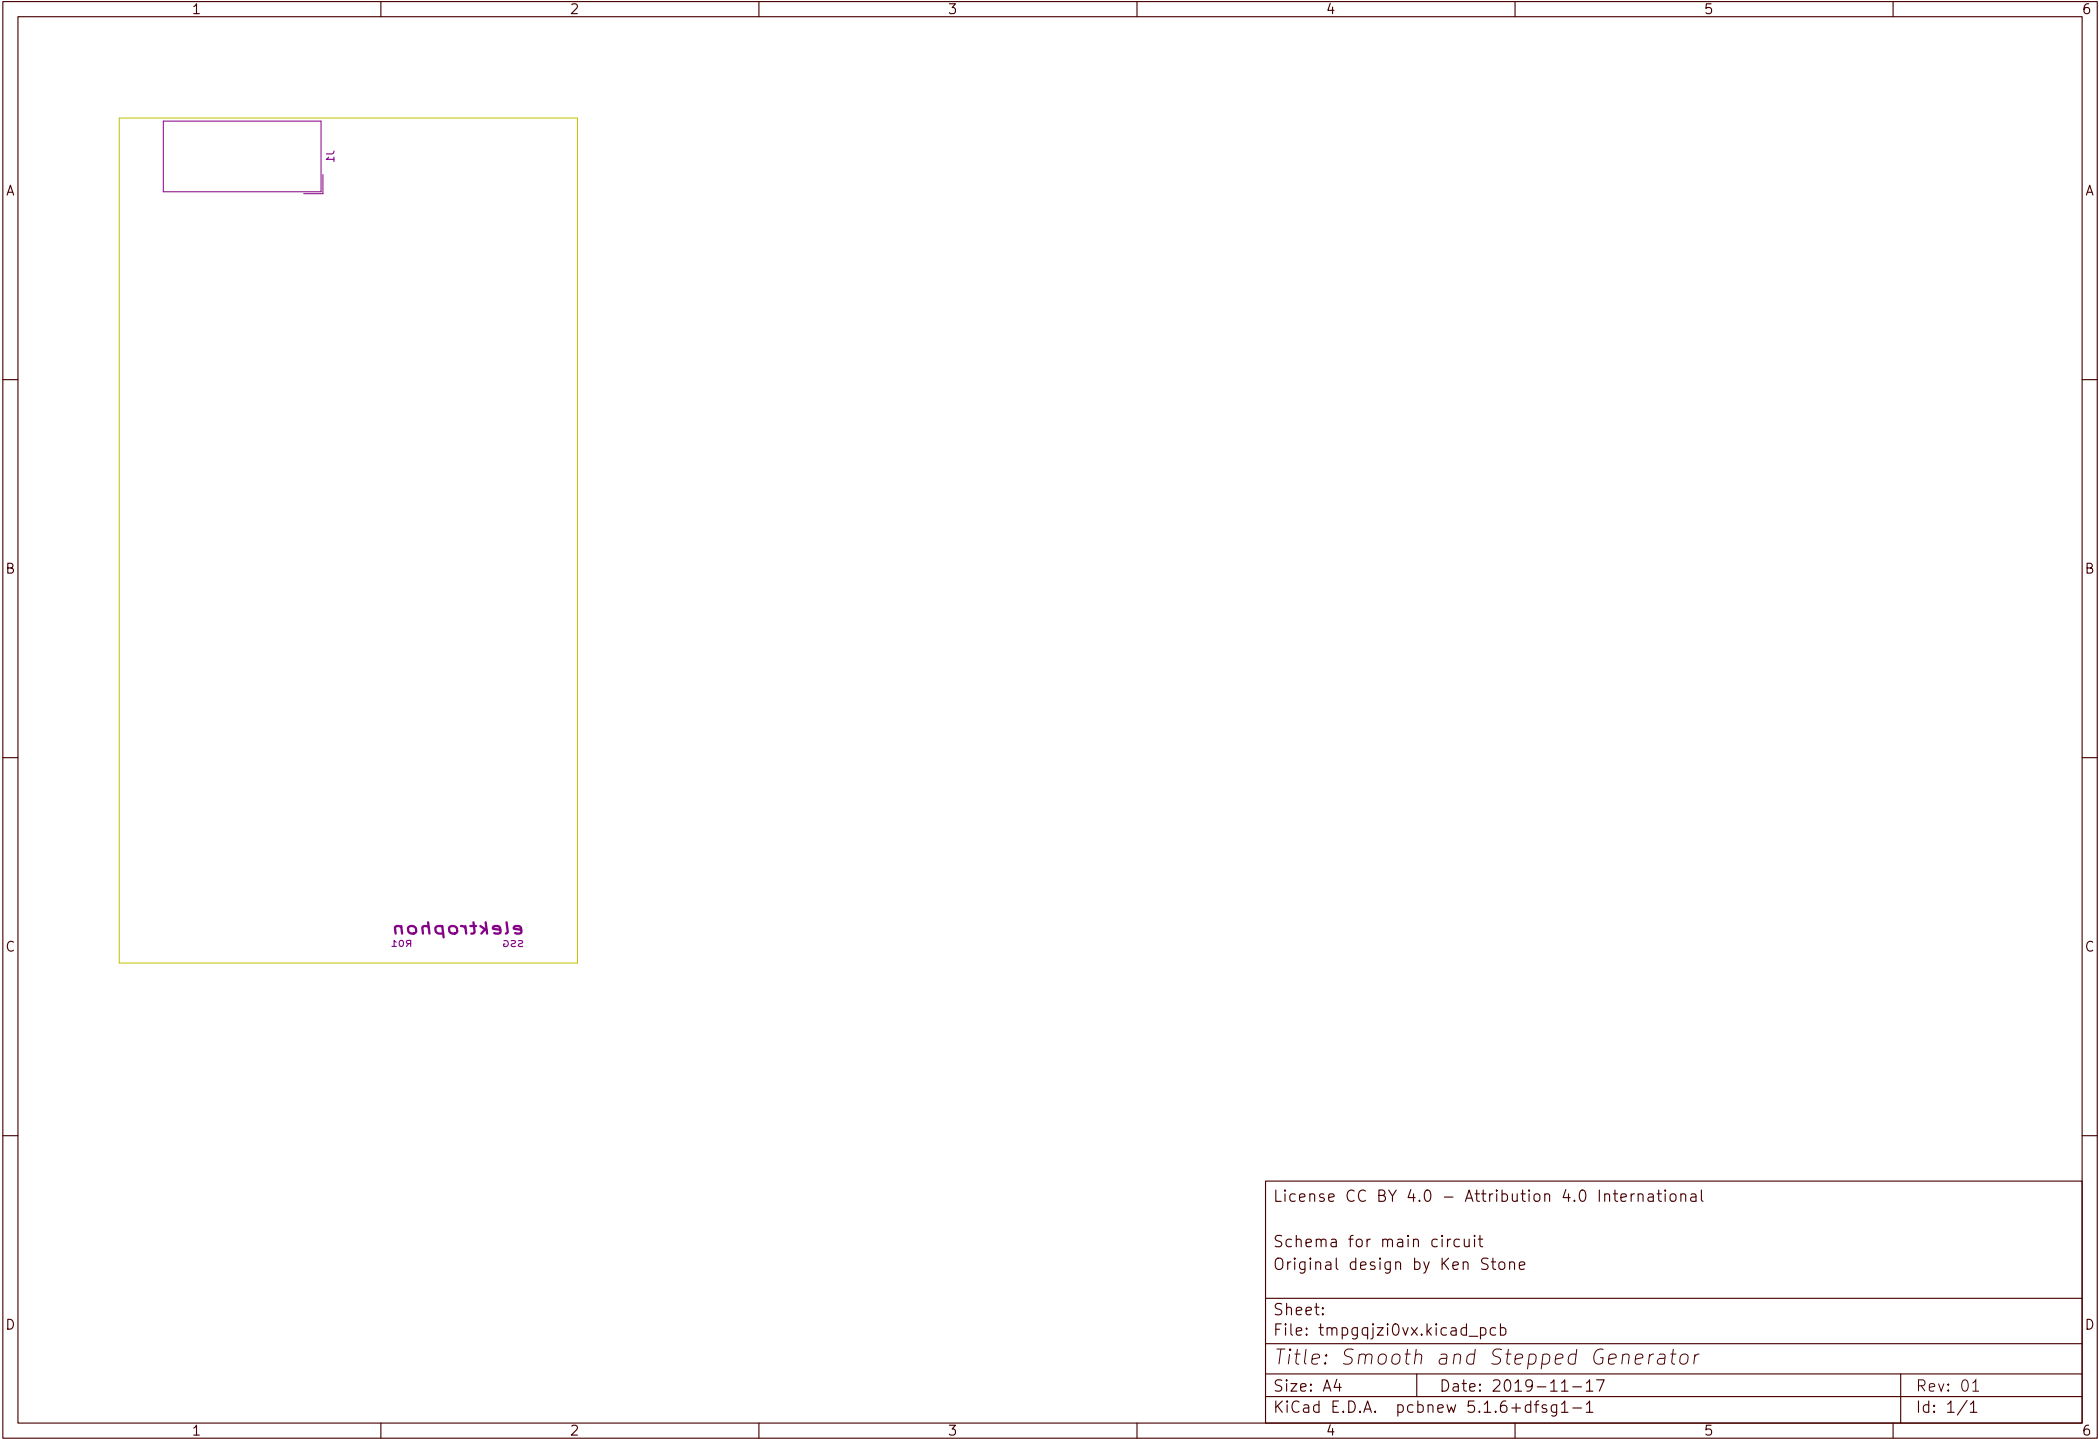 1 2 3 4 5 6
J1
A A
B B
elektrophon
R01 SSG
C C
License CC BY 4.0 - Attribution 4.0 International
Schema for main circuit
Original design by Ken Stone
Sheet:
File: tmpgqjzi0vx.kicad_pcb
D D
Title: Smooth and Stepped Generator
Size: A4 Date: 2019-11-17 Rev: 01
KiCad E.D.A. pcbnew 5.1.6+dfsg1-1 Id: 1/1
1 2 3 4 5 6